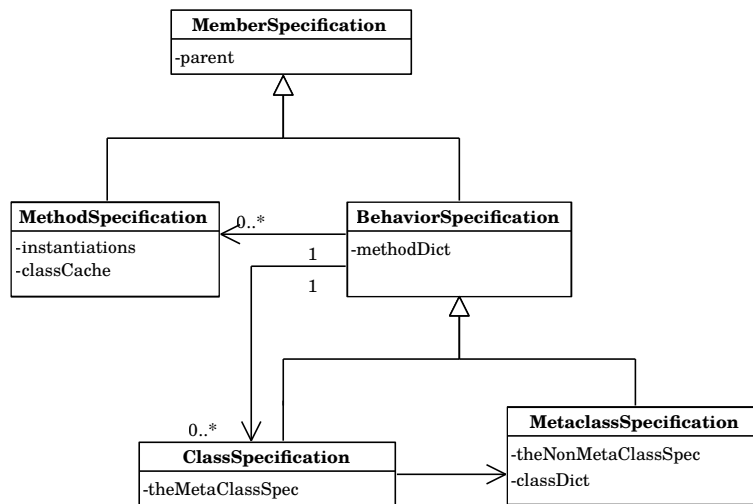 MemberSpecification
-parent
MethodSpecification
-instantiations
-classCache
0..*
BehaviorSpecification
-methodDict
1
1
0..*
ClassSpecification
-theMetaClassSpec
MetaclassSpecification
-theNonMetaClassSpec
-classDict